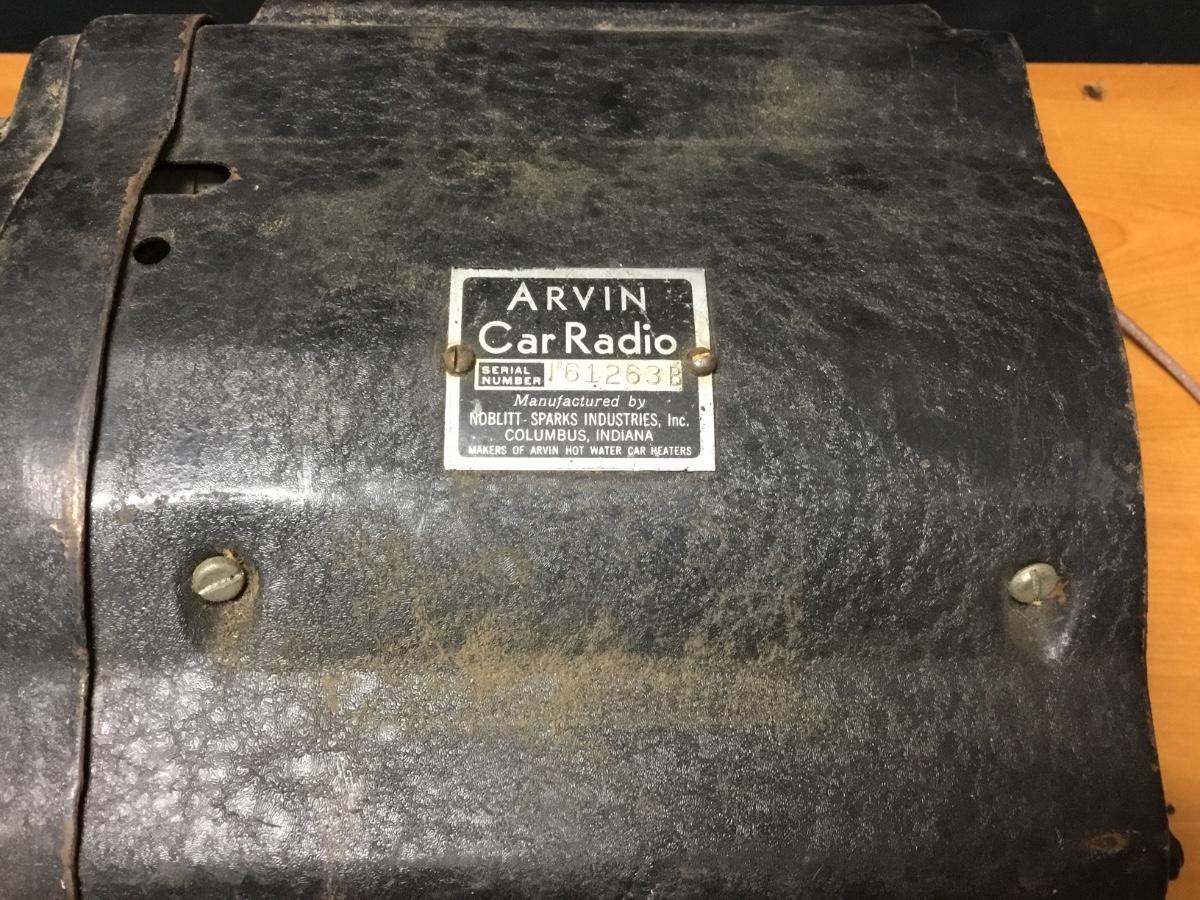 ARVIN
Car Radio
SERIAL
NUMBER
61263B
Manufactured by
NOBLITT-SPARKS INDUSTRIES, Inc.
COLUMBUS, INDIANA
MAKERS OF ARVIN HOT WATER CAR HEATERS